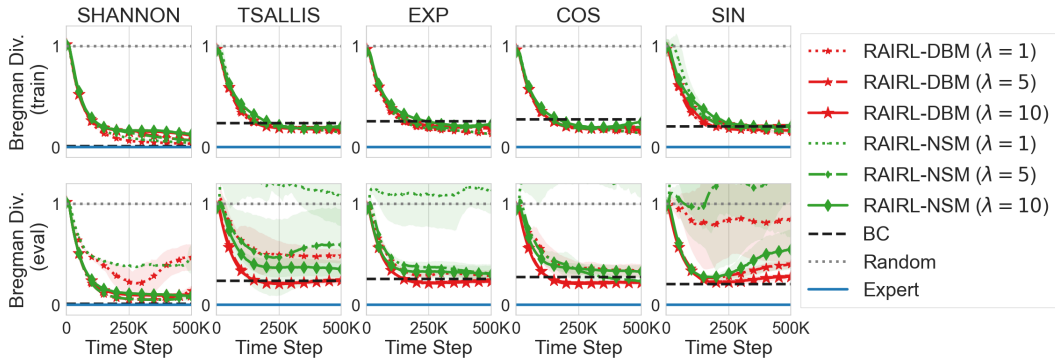 SHANNON TSALLIS EXP COS SIN
Bregman Div.
(train)
1 1 1 1 1
0 0 0 0 0
Bregman Div.
(eval)
1 1 1 1 1
0 0 0 0 0
0 250K 500K 0 250K 500K 0 250K 500K 0 250K 500K 0 250K 500K
Time Step Time Step Time Step Time Step Time Step
RAIRL-DBM (λ = 1)
RAIRL-DBM (λ = 5)
RAIRL-DBM (λ = 10)
RAIRL-NSM (λ = 1)
RAIRL-NSM (λ = 5)
RAIRL-NSM (λ = 10)
BC
Random
Expert